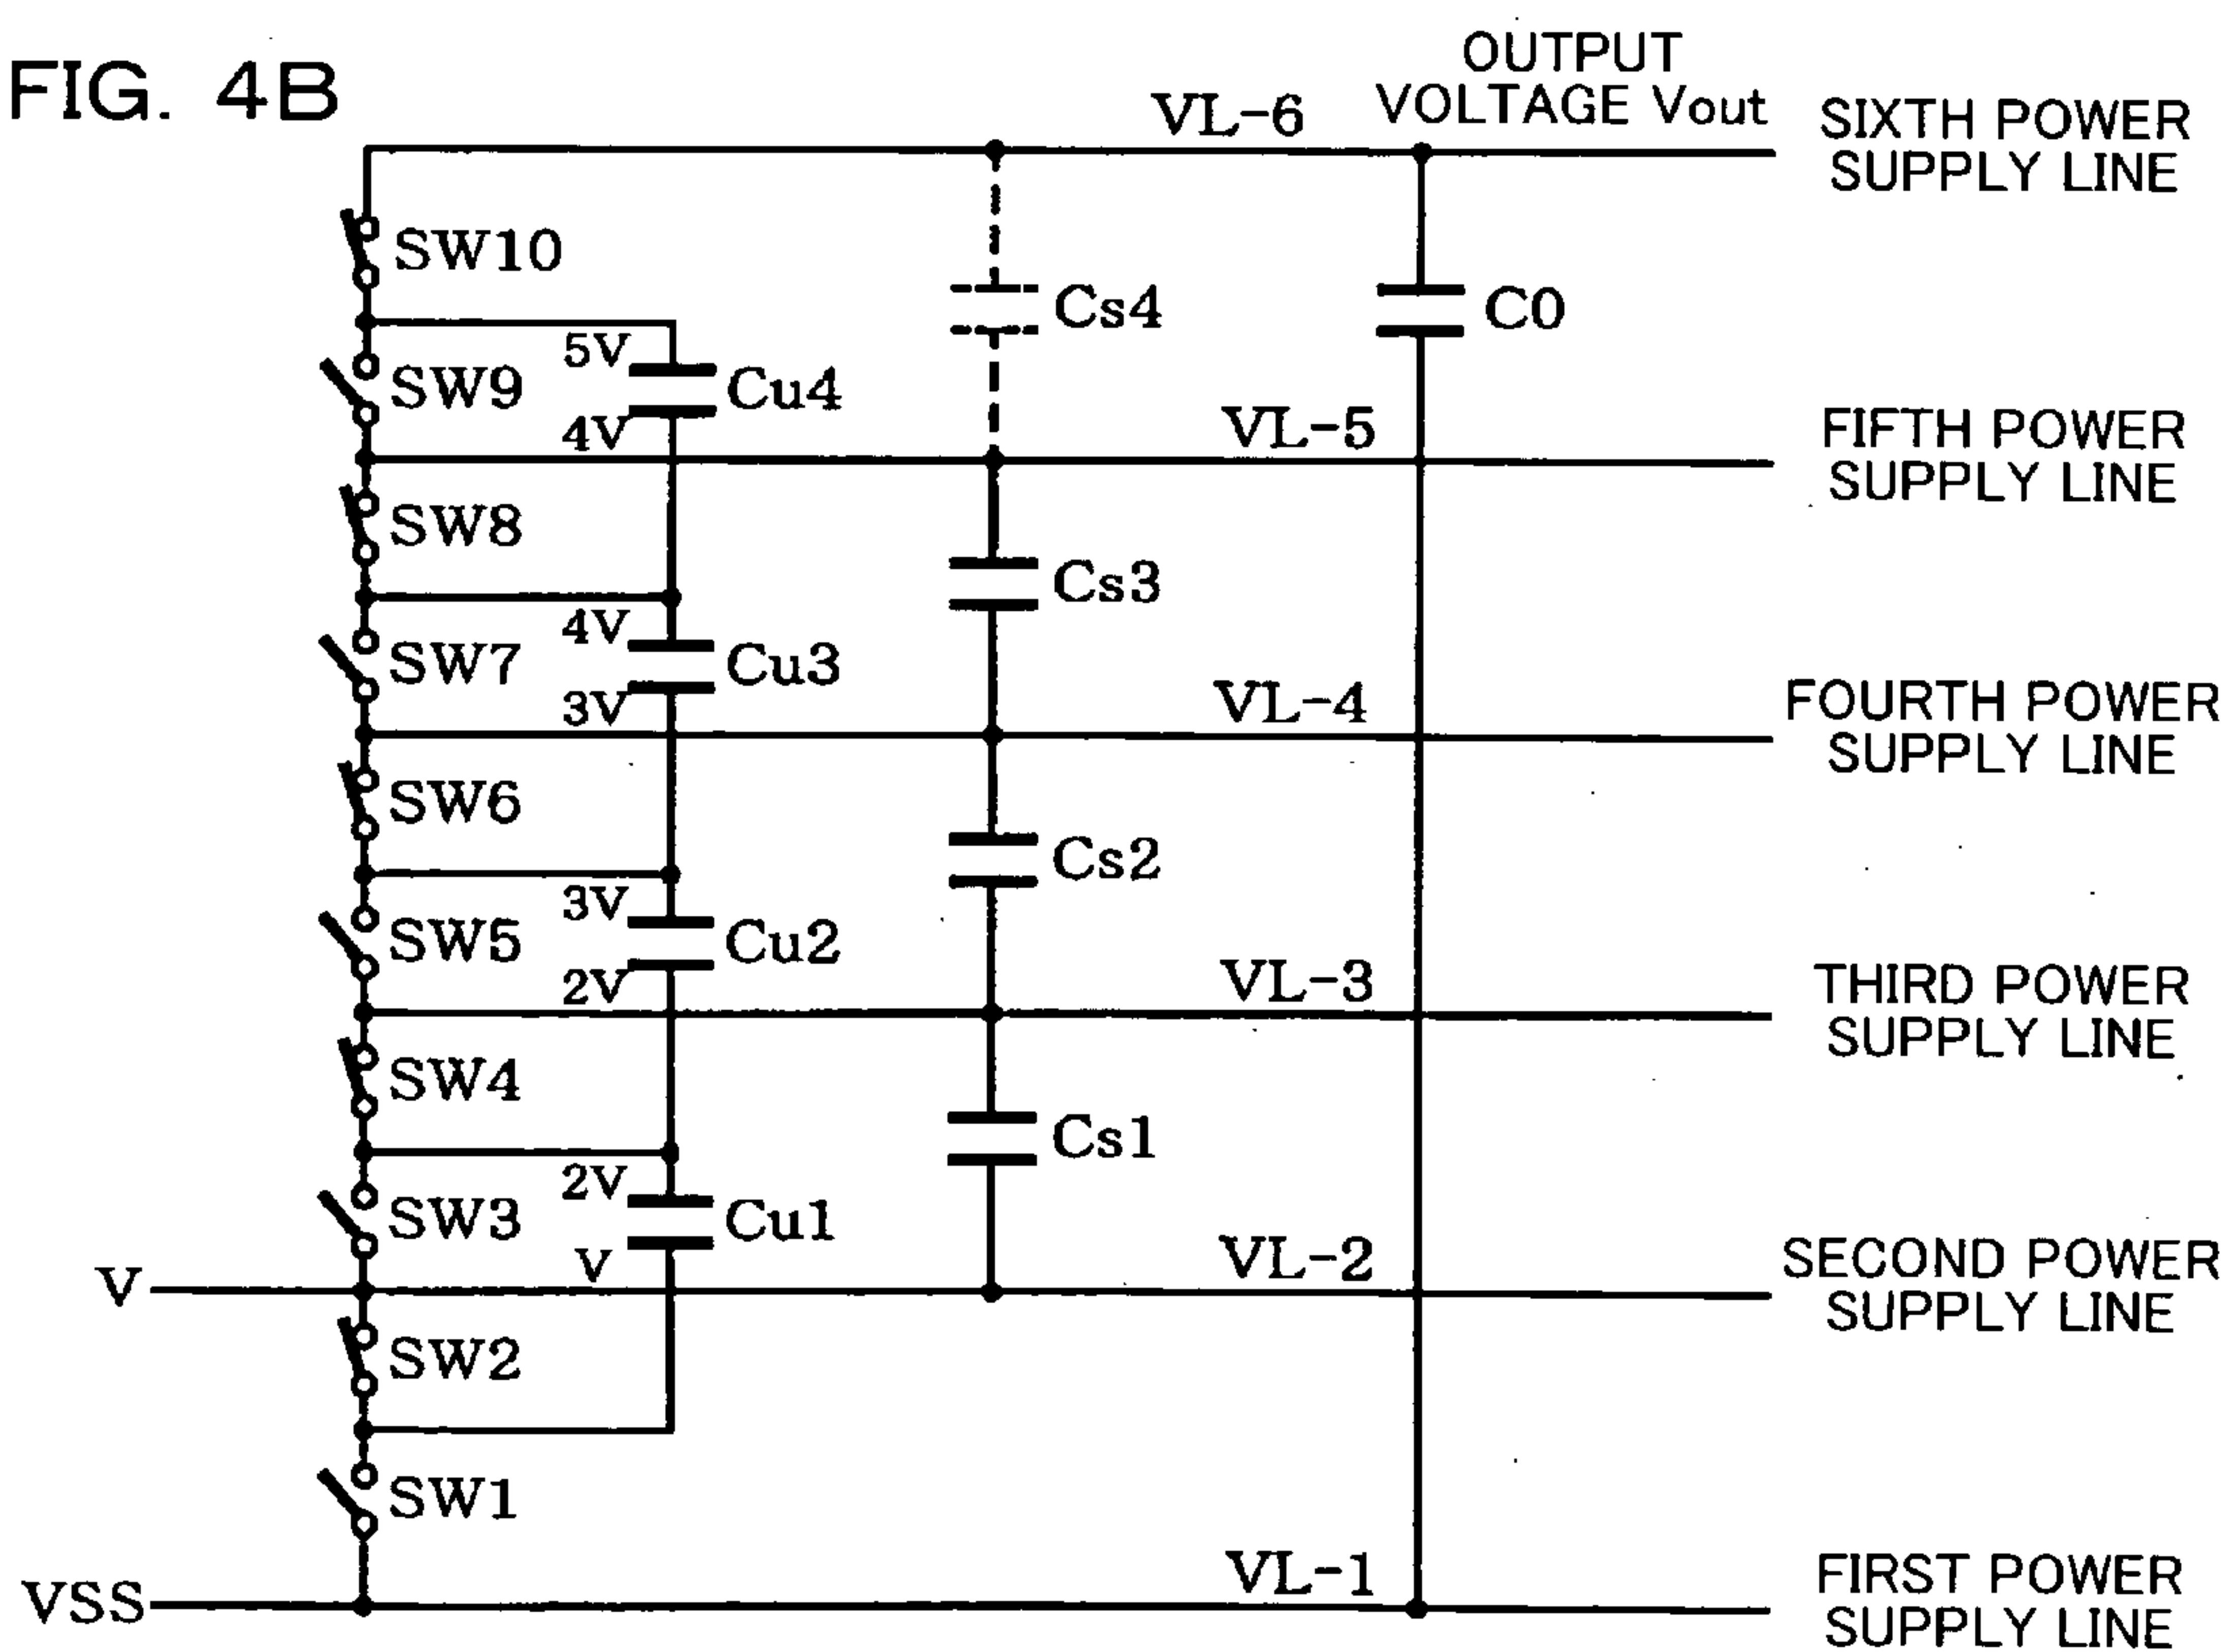 FIG. 4B
OUTPUT
VOLTAGE Vout
VL-6
SIXTH POWER
SUPPLY LINE
SW10
Cs4
C0
5V
SW9
Cu4
4V
VL-5
FIFTH POWER
SUPPLY LINE
SW8
Cs3
4V
SW7
Cu3
3V
VL-4
FOURTH POWER
SUPPLY LINE
SW6
Cs2
3V
SW5
Cu2
2V
VL-3
THIRD POWER
SUPPLY LINE
SW4
Cs1
2V
SW3
Cu1
V
VL-2
SECOND POWER
SUPPLY LINE
V
SW2
SW1
VL-1
FIRST POWER
SUPPLY LINE
VSS